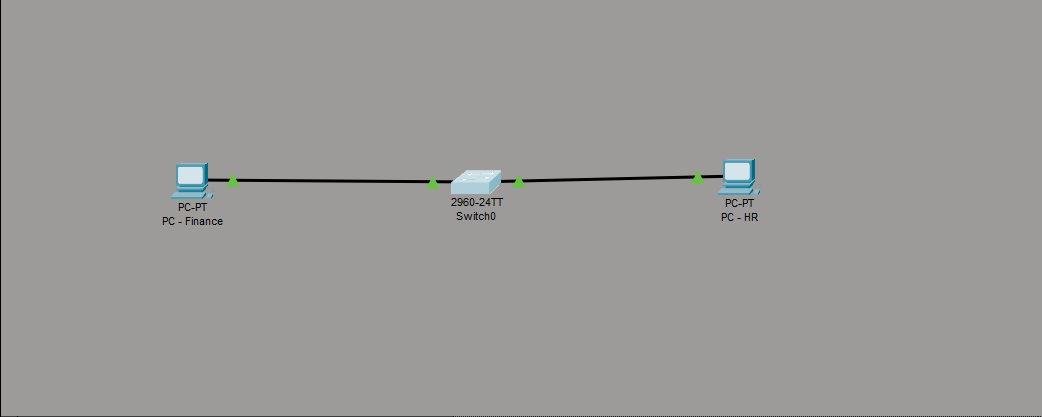 PC-PT
PC - Finance
2960-24TT
Switch0
PC-PT
PC - HR